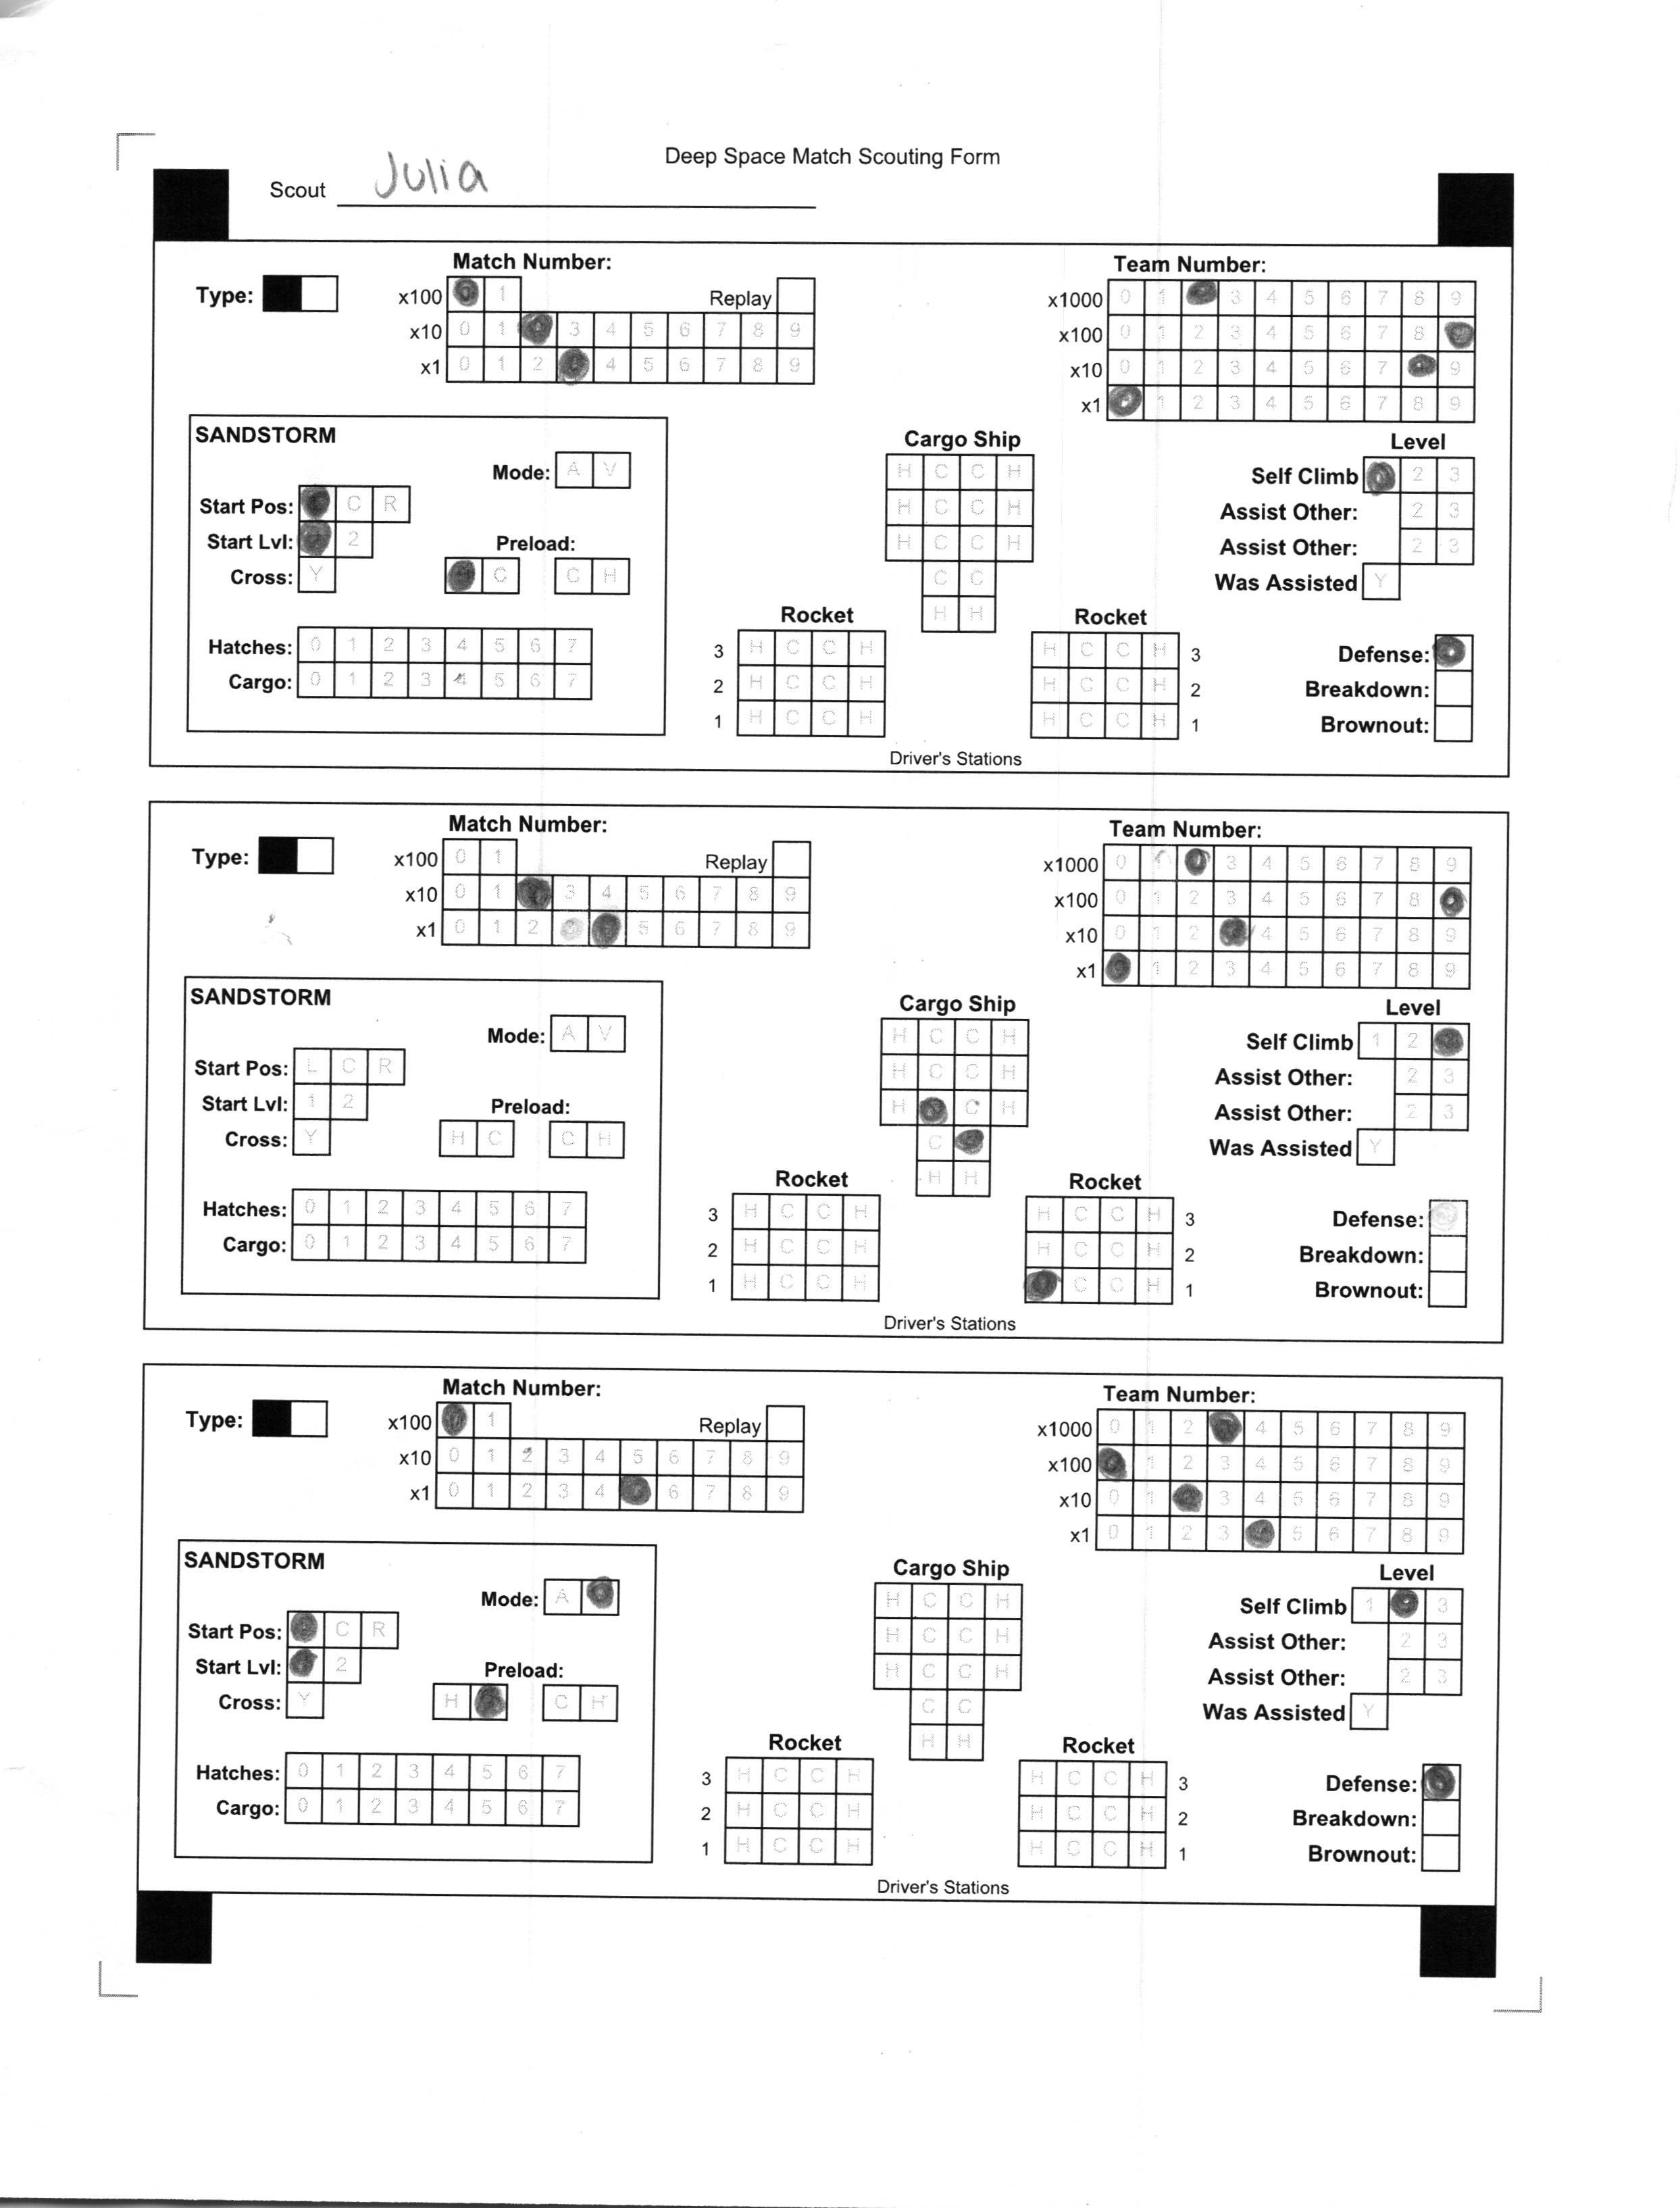 Deep Space Match Scouting Form
Scout Julia
Match Number: Team Number:
Type: x100 1 Replay x1000 0 1 3 4 5 6 7 8 9
x10 0 1 3 4 5 6 7 8 9 x100 0 1 2 3 4 5 6 7 8
x1 0 1 2 4 5 6 7 8 9 x10 0 1 2 3 4 5 6 7 9
x1 1 2 3 4 5 6 7 8 9
SANDSTORM Cargo Ship Level
Mode: A V H C C H Self Climb 2 3
Start Pos: C R H C C H Assist Other: 2 3
Start Lvl: 2 Preload: H C C H Assist Other: 2 3
Cross: Y C C H C C Was Assisted Y
H H
Rocket Rocket
Hatches: 0 1 2 3 4 5 6 7 3 H C C H H C C H 3 Defense:
Cargo: 0 1 2 3 4 5 6 7 2 H C C H H C C H 2 Breakdown:
1 H C C H H C C H 1 Brownout:
Driver's Stations
Match Number: Team Number:
Type: x100 0 1 Replay x1000 0 1 3 4 5 6 7 8 9
x10 0 1 3 4 5 6 7 8 9 x100 0 1 2 3 4 5 6 7 8
x1 0 1 2 5 6 7 8 9 x10 0 1 2 4 5 6 7 8 9
x1 1 2 3 4 5 6 7 8 9
SANDSTORM Cargo Ship Level
Mode: A V H C C H Self Climb 1 2
Start Pos: L C R H C C H Assist Other: 2 3
Start Lvl: 1 2 Preload: H C H Assist Other: 2 3
Cross: Y H C C H C Was Assisted Y
H H
Rocket Rocket
Hatches: 0 1 2 3 4 5 6 7 3 H C C H H C C H 3 Defense:
Cargo: 0 1 2 3 4 5 6 7 2 H C C H H C C H 2 Breakdown:
1 H C C H C C H 1 Brownout:
Driver's Stations
Match Number: Team Number:
Type: x100 1 Replay x1000 0 1 2 4 5 6 7 8 9
x10 0 1 2 3 4 5 6 7 8 9 x100 1 2 3 4 5 6 7 8 9
x1 0 1 2 3 4 6 7 8 9 x10 0 1 3 4 5 6 7 8 9
x1 0 1 2 3 5 6 7 8 9
SANDSTORM Cargo Ship Level
Mode: A H C C H Self Climb 1 3
Start Pos: C R H C C H Assist Other: 2 3
Start Lvl: 2 Preload: H C C H Assist Other: 2 3
Cross: Y H C H C C Was Assisted Y
H H
Rocket Rocket
Hatches: 0 1 2 3 4 5 6 7 3 H C C H H C C H 3 Defense:
Cargo: 0 1 2 3 4 5 6 7 2 H C C H H C C H 2 Breakdown:
1 H C C H H C C H 1 Brownout:
Driver's Stations